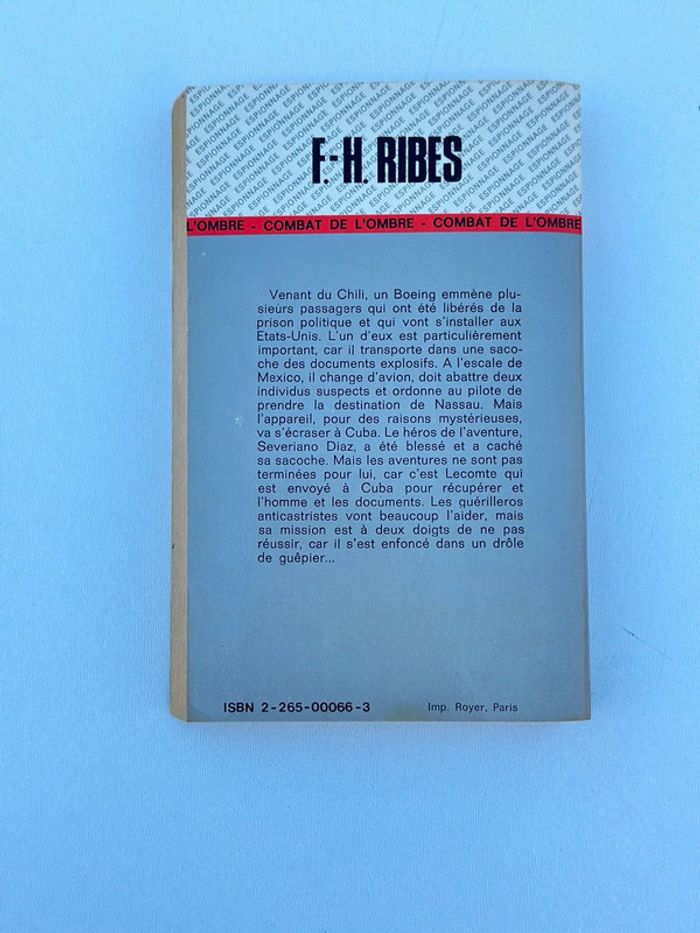 ESPIONNAGE ESPIONNAGE ESPIONNAGE ESPIONNAGE
F.-H. RIBES
L'OMBRE - COMBAT DE L'OMBRE - COMBAT DE L'OMBRE
Venant du Chili, un Boeing emmène plu-
sieurs passagers qui ont été libérés de la
prison politique et qui vont s'installer aux
Etats-Unis. L'un d'eux est particulièrement
important, car il transporte dans une saco-
che des documents explosifs. A l'escale de
Mexico, il change d'avion, doit abattre deux
individus suspects et ordonne au pilote de
prendre la destination de Nassau. Mais
l'appareil, pour des raisons mystérieuses,
va s'écraser à Cuba. Le héros de l'aventure,
Severiano Diaz, a été blessé et a caché
sa sacoche. Mais les aventures ne sont pas
terminées pour lui, car c'est Lecomte qui
est envoyé à Cuba pour récupérer et
l'homme et les documents. Les guérilleros
anticastristes vont beaucoup l'aider, mais
sa mission est à deux doigts de ne pas
réussir, car il s'est enfoncé dans un drôle
de guêpier...
ISBN 2-265-00066-3
Imp. Royer, Paris